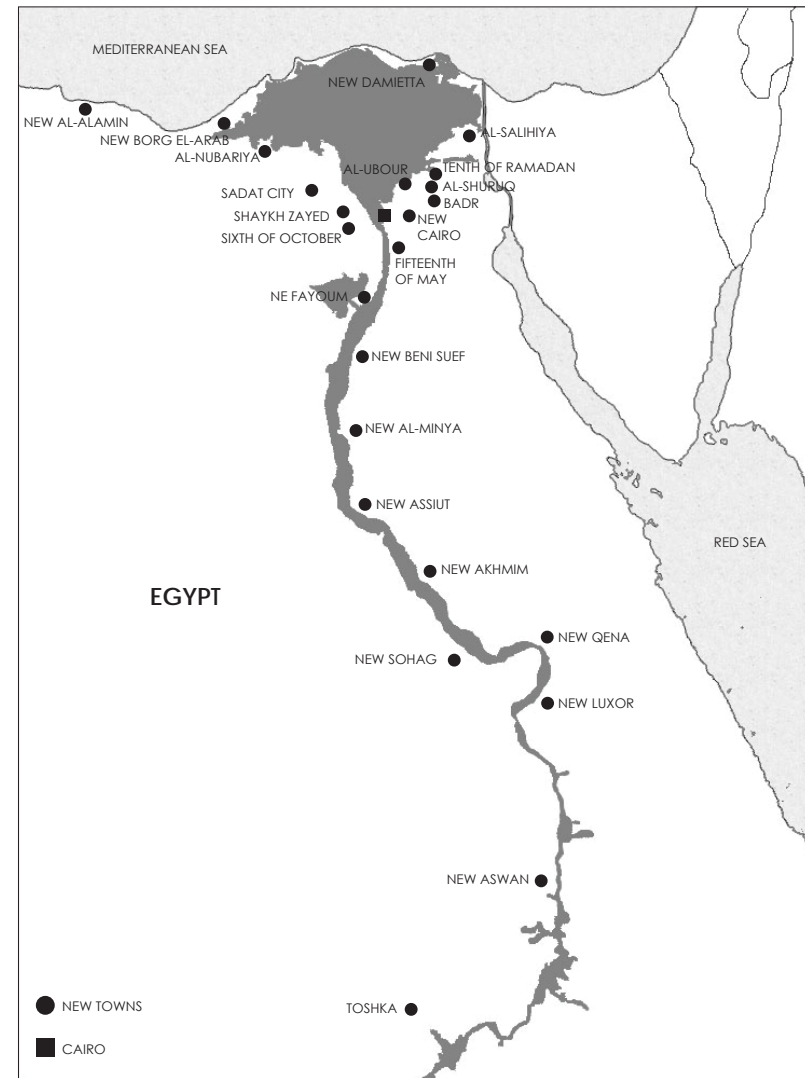 MEDITERRANEAN SEA
NEW DAMIETTA
NEW AL-ALAMIN
NEW BORG EL-ARAB
AL-NUBARIYA
AL-SALIHIYA
AL-UBOUR
TENTH OF RAMADAN
AL-SHURUQ
BADR
SADAT CITY
SHAYKH ZAYED
SIXTH OF OCTOBER
NEW
CAIRO
FIFTEENTH
OF MAY
NE FAYOUM
NEW BENI SUEF
NEW AL-MINYA
NEW ASSIUT
RED SEA
NEW AKHMIM
EGYPT
NEW QENA
NEW SOHAG
NEW LUXOR
NEW ASWAN
TOSHKA
NEW TOWNS
CAIRO